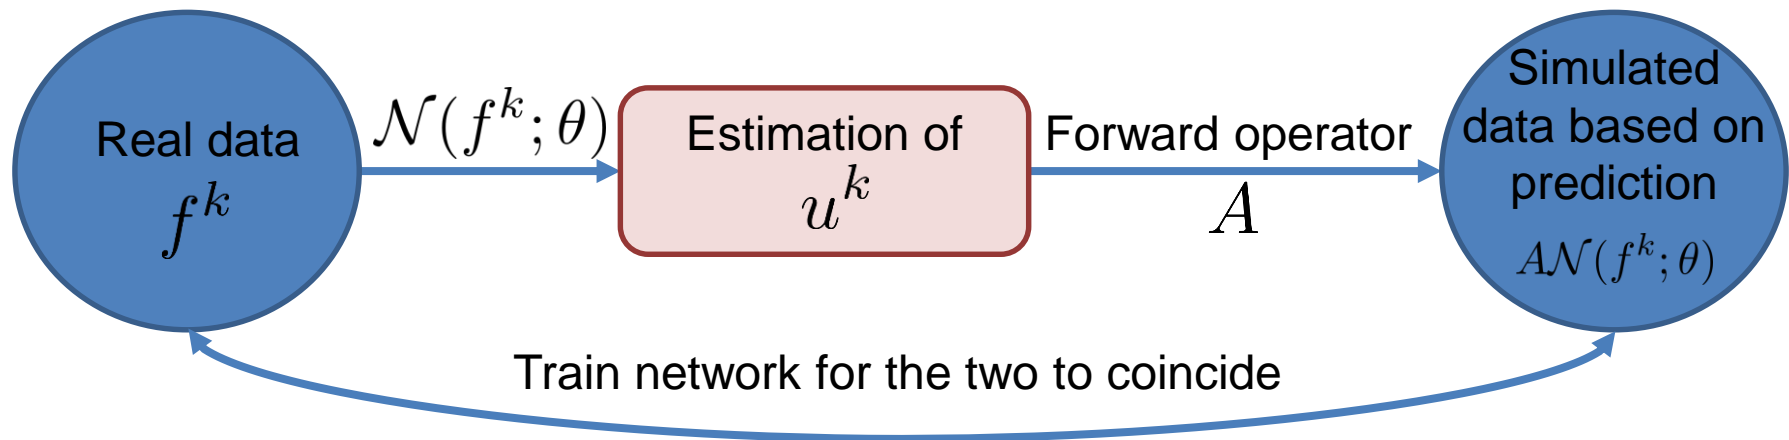 Real data
f^k
𝒩(f^k; θ)
Estimation of
u^k
Forward operator
A
Simulated
data based on
prediction
A𝒩(f^k; θ)
Train network for the two to coincide